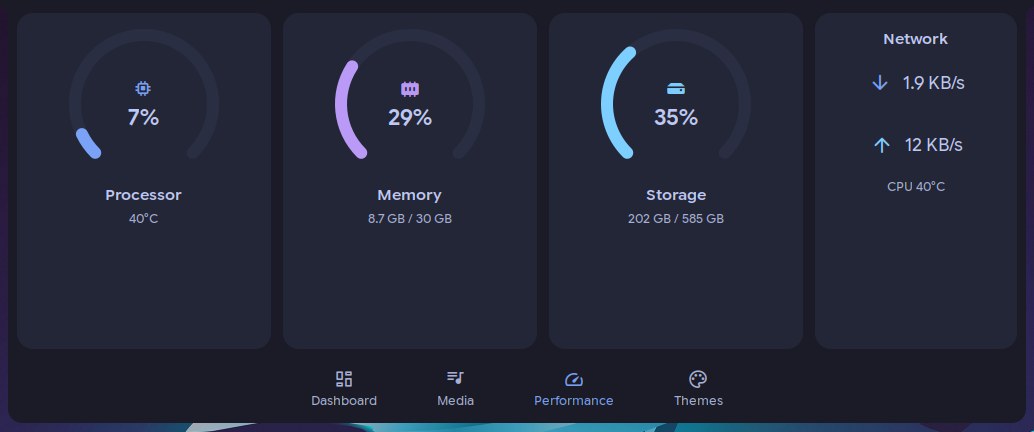 7%
Processor
40°C
29%
Memory
8.7 GB / 30 GB
35%
Storage
202 GB / 585 GB
Network
1.9 KB/s
12 KB/s
CPU 40°C
Dashboard
Media
Performance
Themes